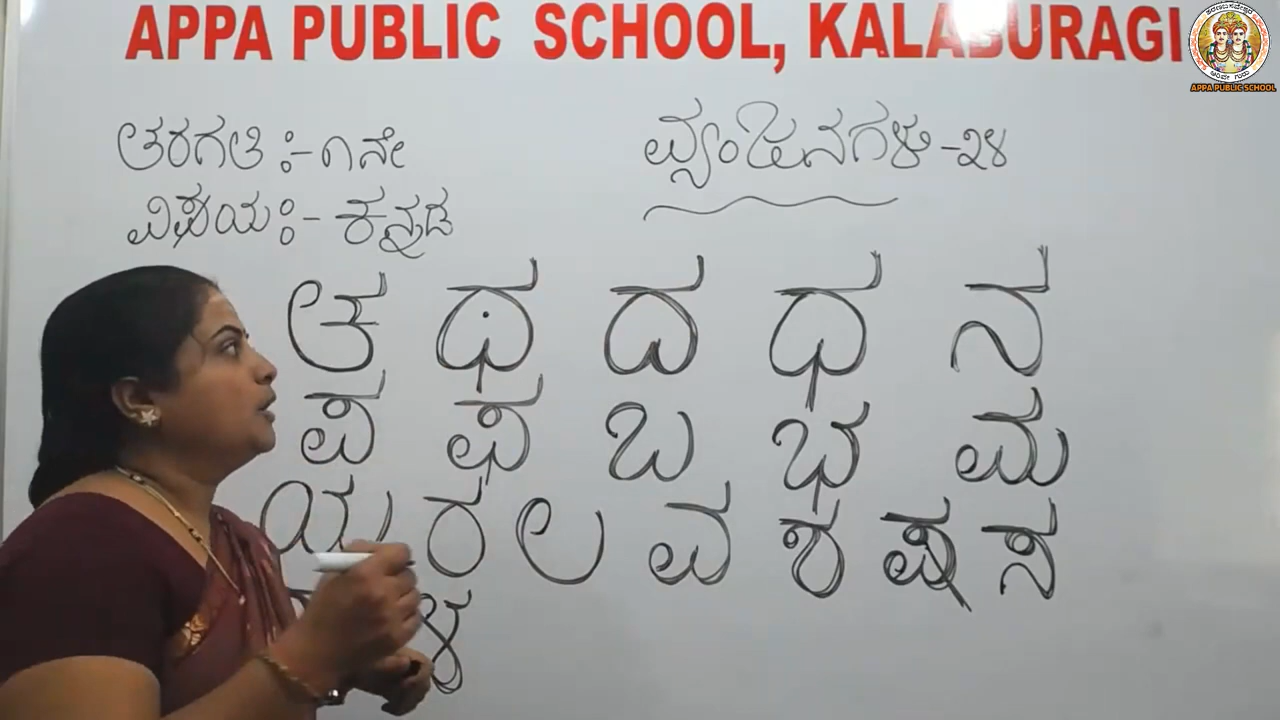 APPA PUBLIC SCHOOL, KALABURAGI
APPA PUBLIC SCHOOL
ತರಗತಿ :- ೧ನೇ
ವ್ಯಂಜನಗಳು - ೩೪
ವಿಷಯ :- ಕನ್ನಡ
ತ ಥ ದ ಧ ನ
ಪ ಫ ಬ ಭ ಮ
ಯ ರ ಲ ವ ಶ ಷ ಸ
ಳ